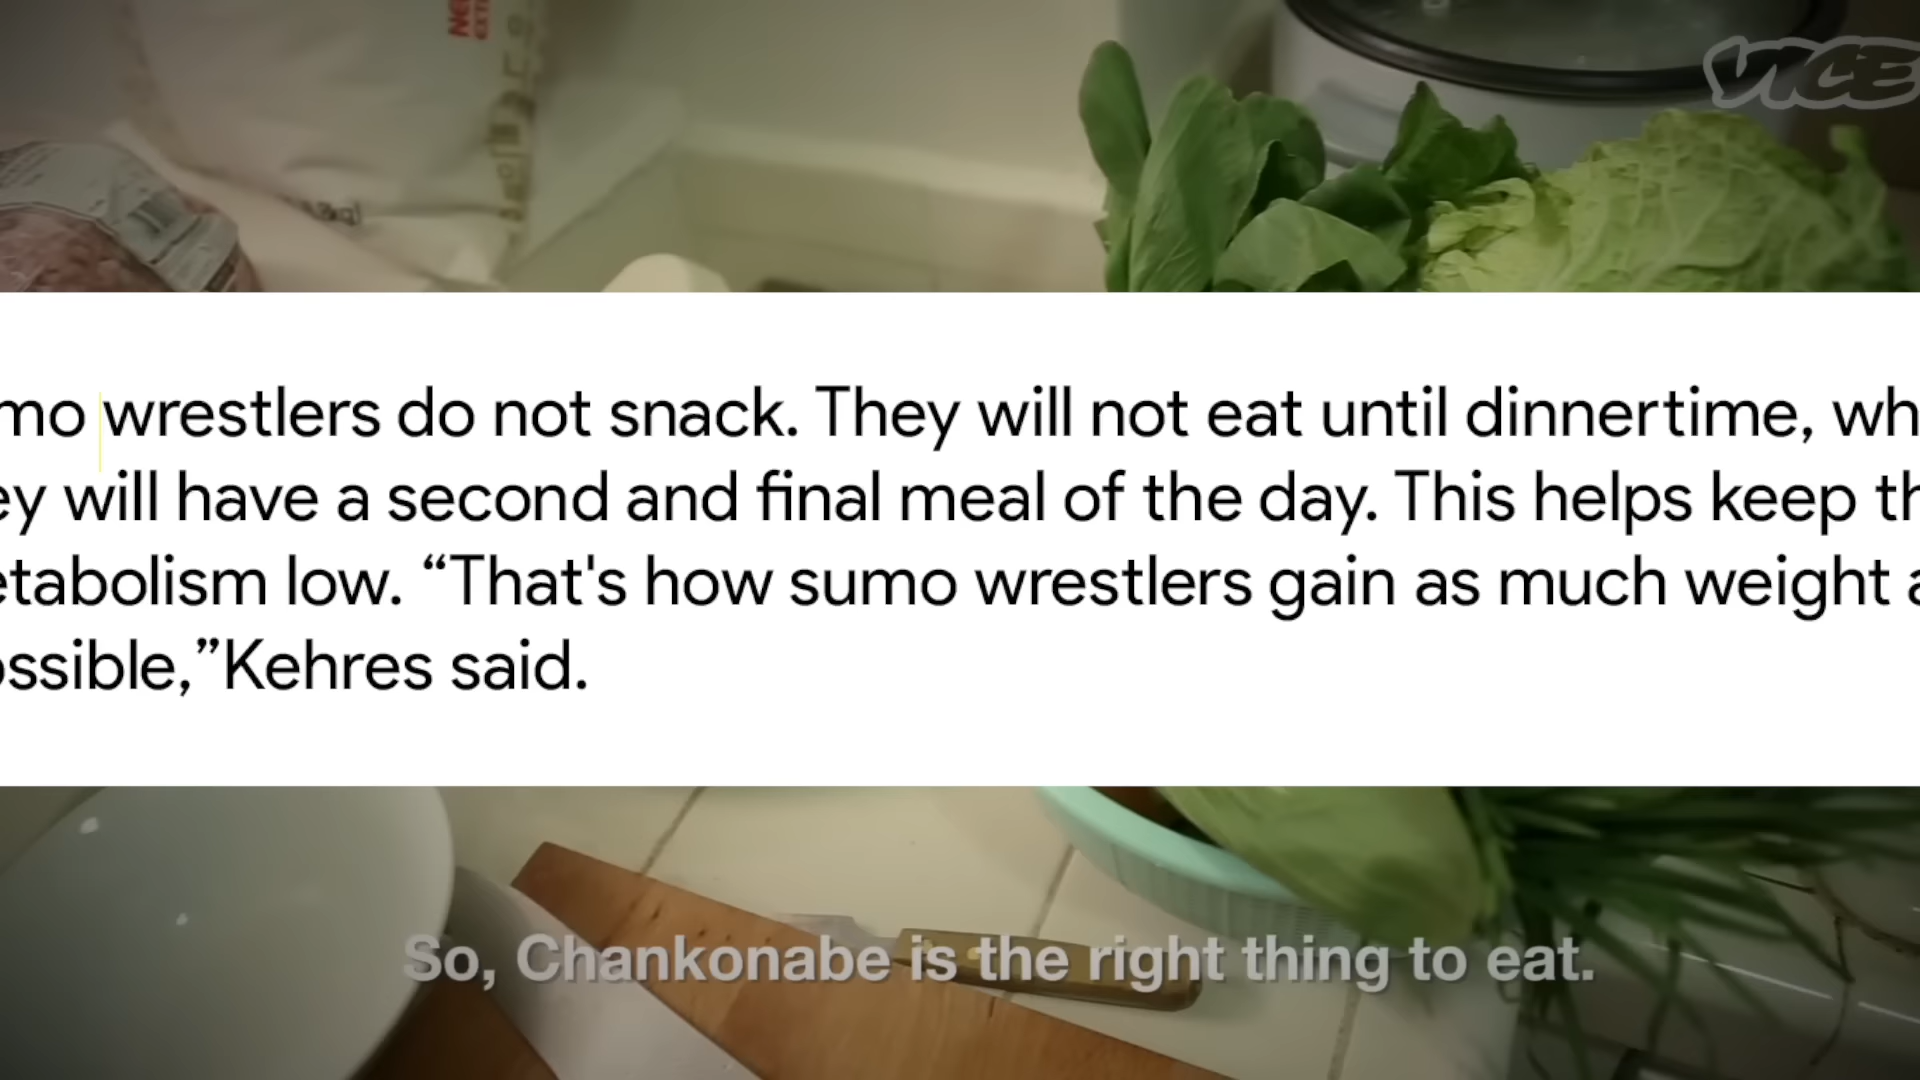 VICE
mo wrestlers do not snack. They will not eat until dinnertime, wh
ey will have a second and final meal of the day. This helps keep th
etabolism low. “That's how sumo wrestlers gain as much weight a
ossible,”Kehres said.
So, Chankonabe is the right thing to eat.